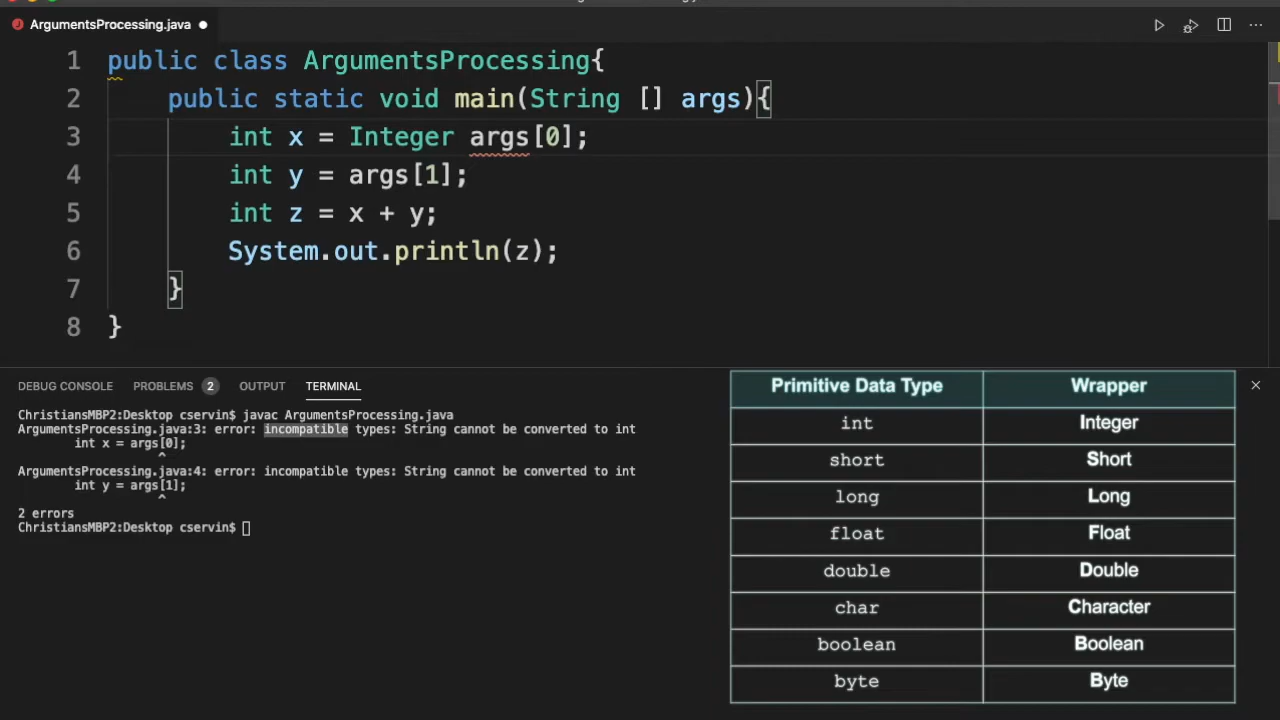 ArgumentsProcessing.java
1 public class ArgumentsProcessing{
2 public static void main(String [] args){
3 int x = Integer args[0];
4 int y = args[1];
5 int z = x + y;
6 System.out.println(z);
7 }
8 }
DEBUG CONSOLE PROBLEMS 2 OUTPUT TERMINAL
ChristiansMBP2:Desktop cservin$ javac ArgumentsProcessing.java
ArgumentsProcessing.java:3: error: incompatible types: String cannot be converted to int
int x = args[0];
^
ArgumentsProcessing.java:4: error: incompatible types: String cannot be converted to int
int y = args[1];
^
2 errors
ChristiansMBP2:Desktop cservin$
Primitive Data Type Wrapper
int Integer
short Short
long Long
float Float
double Double
char Character
boolean Boolean
byte Byte